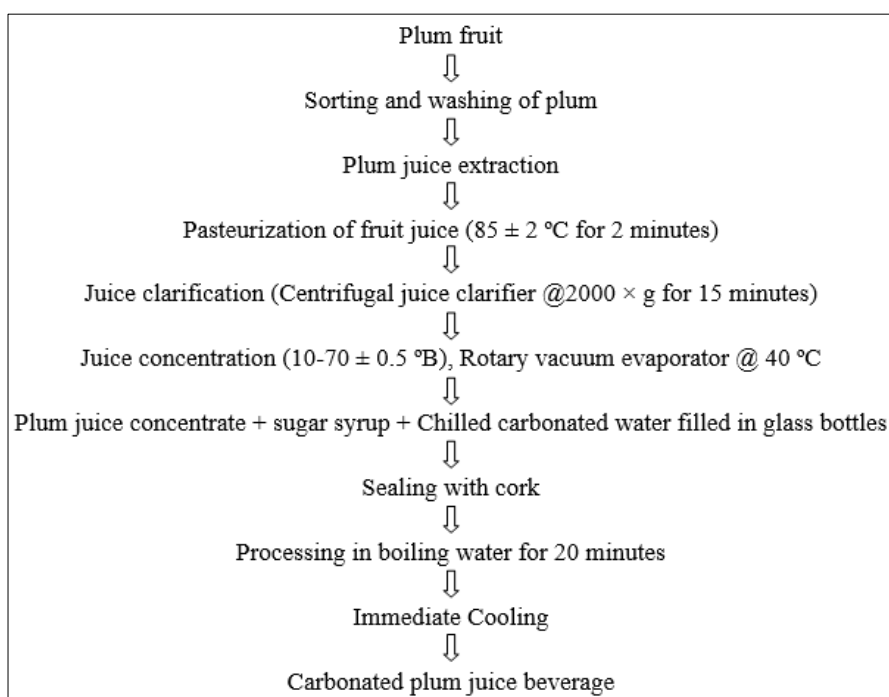 Plum fruit
Sorting and washing of plum
Plum juice extraction
Pasteurization of fruit juice (85 ± 2 ºC for 2 minutes)
Juice clarification (Centrifugal juice clarifier @2000 × g for 15 minutes)
Juice concentration (10-70 ± 0.5 ºB), Rotary vacuum evaporator @ 40 ºC
Plum juice concentrate + sugar syrup + Chilled carbonated water filled in glass bottles
Sealing with cork
Processing in boiling water for 20 minutes
Immediate Cooling
Carbonated plum juice beverage